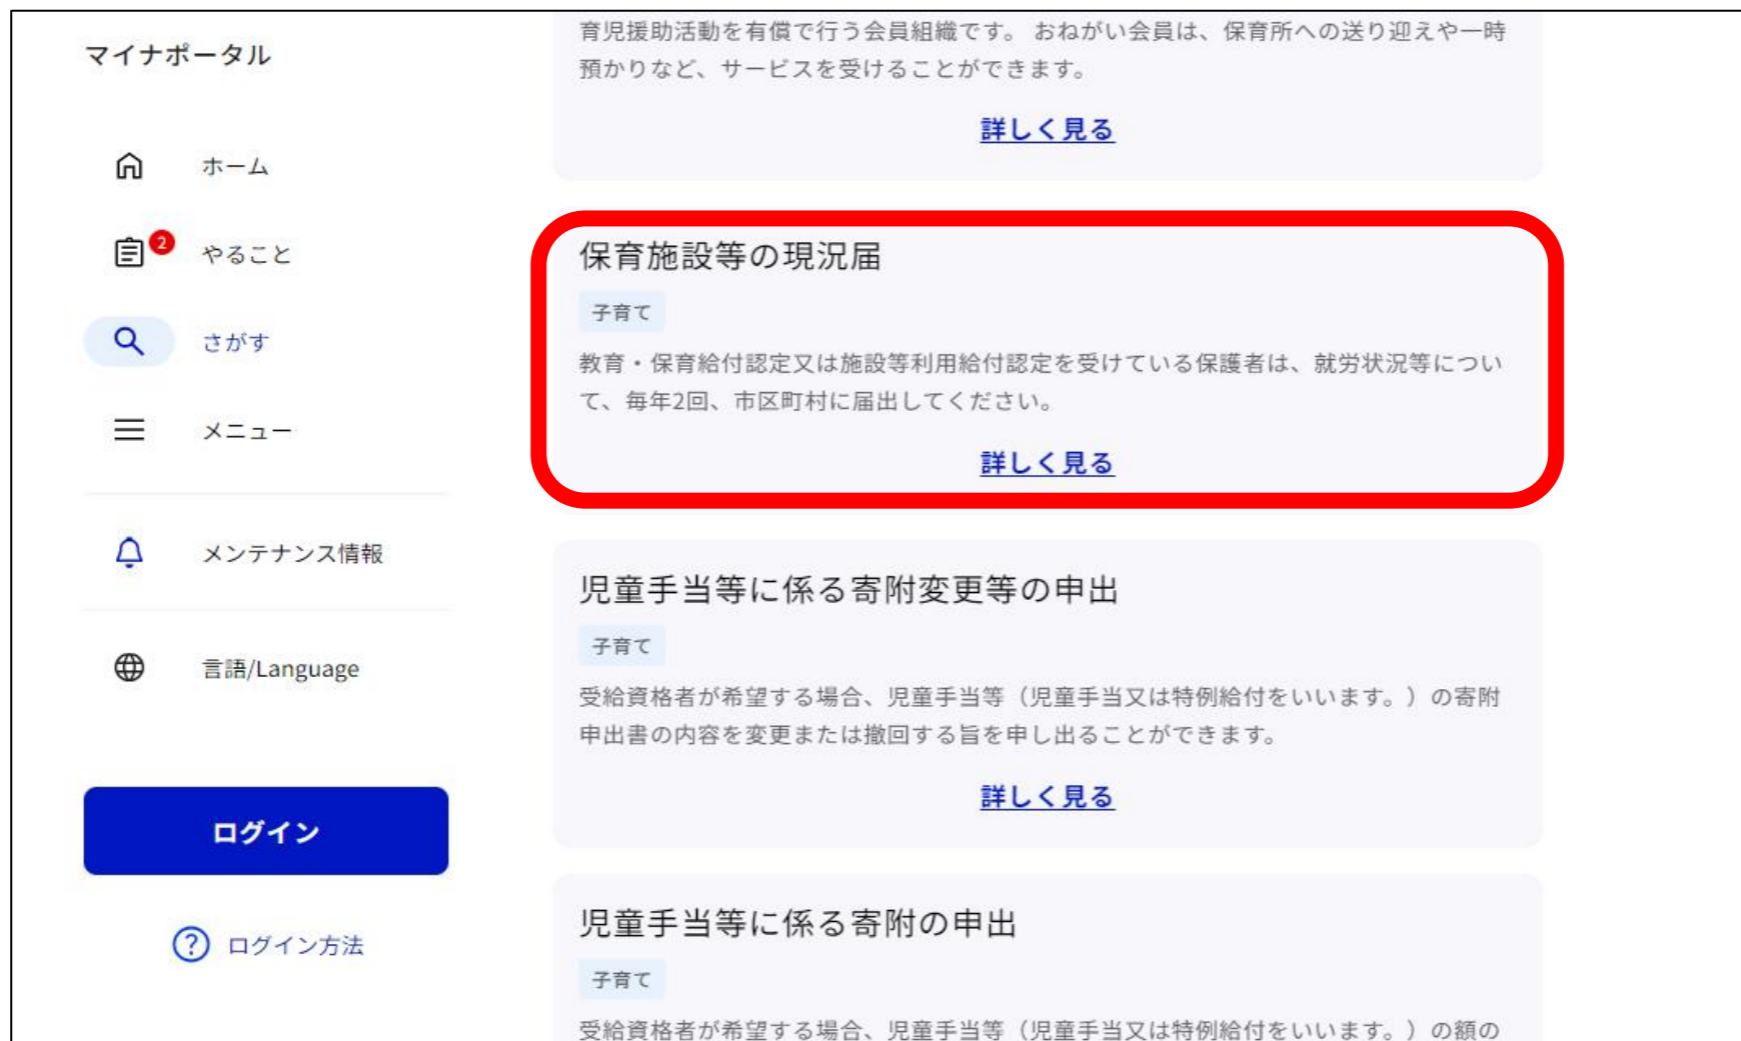 マイナポータル
ホーム
2
やること
さがす
メニュー
メンテナンス情報
言語/Language
ログイン
? ログイン方法
育児援助活動を有償で行う会員組織です。 おねがい会員は、保育所への送り迎えや一時
預かりなど、サービスを受けることができます。
詳しく見る
保育施設等の現況届
子育て
教育・保育給付認定又は施設等利用給付認定を受けている保護者は、就労状況等につい
て、毎年2回、市区町村に届出してください。
詳しく見る
児童手当等に係る寄附変更等の申出
子育て
受給資格者が希望する場合、児童手当等（児童手当又は特例給付をいいます。）の寄附
申出書の内容を変更または撤回する旨を申し出ることができます。
詳しく見る
児童手当等に係る寄附の申出
子育て
受給資格者が希望する場合、児童手当等（児童手当又は特例給付をいいます。）の額の